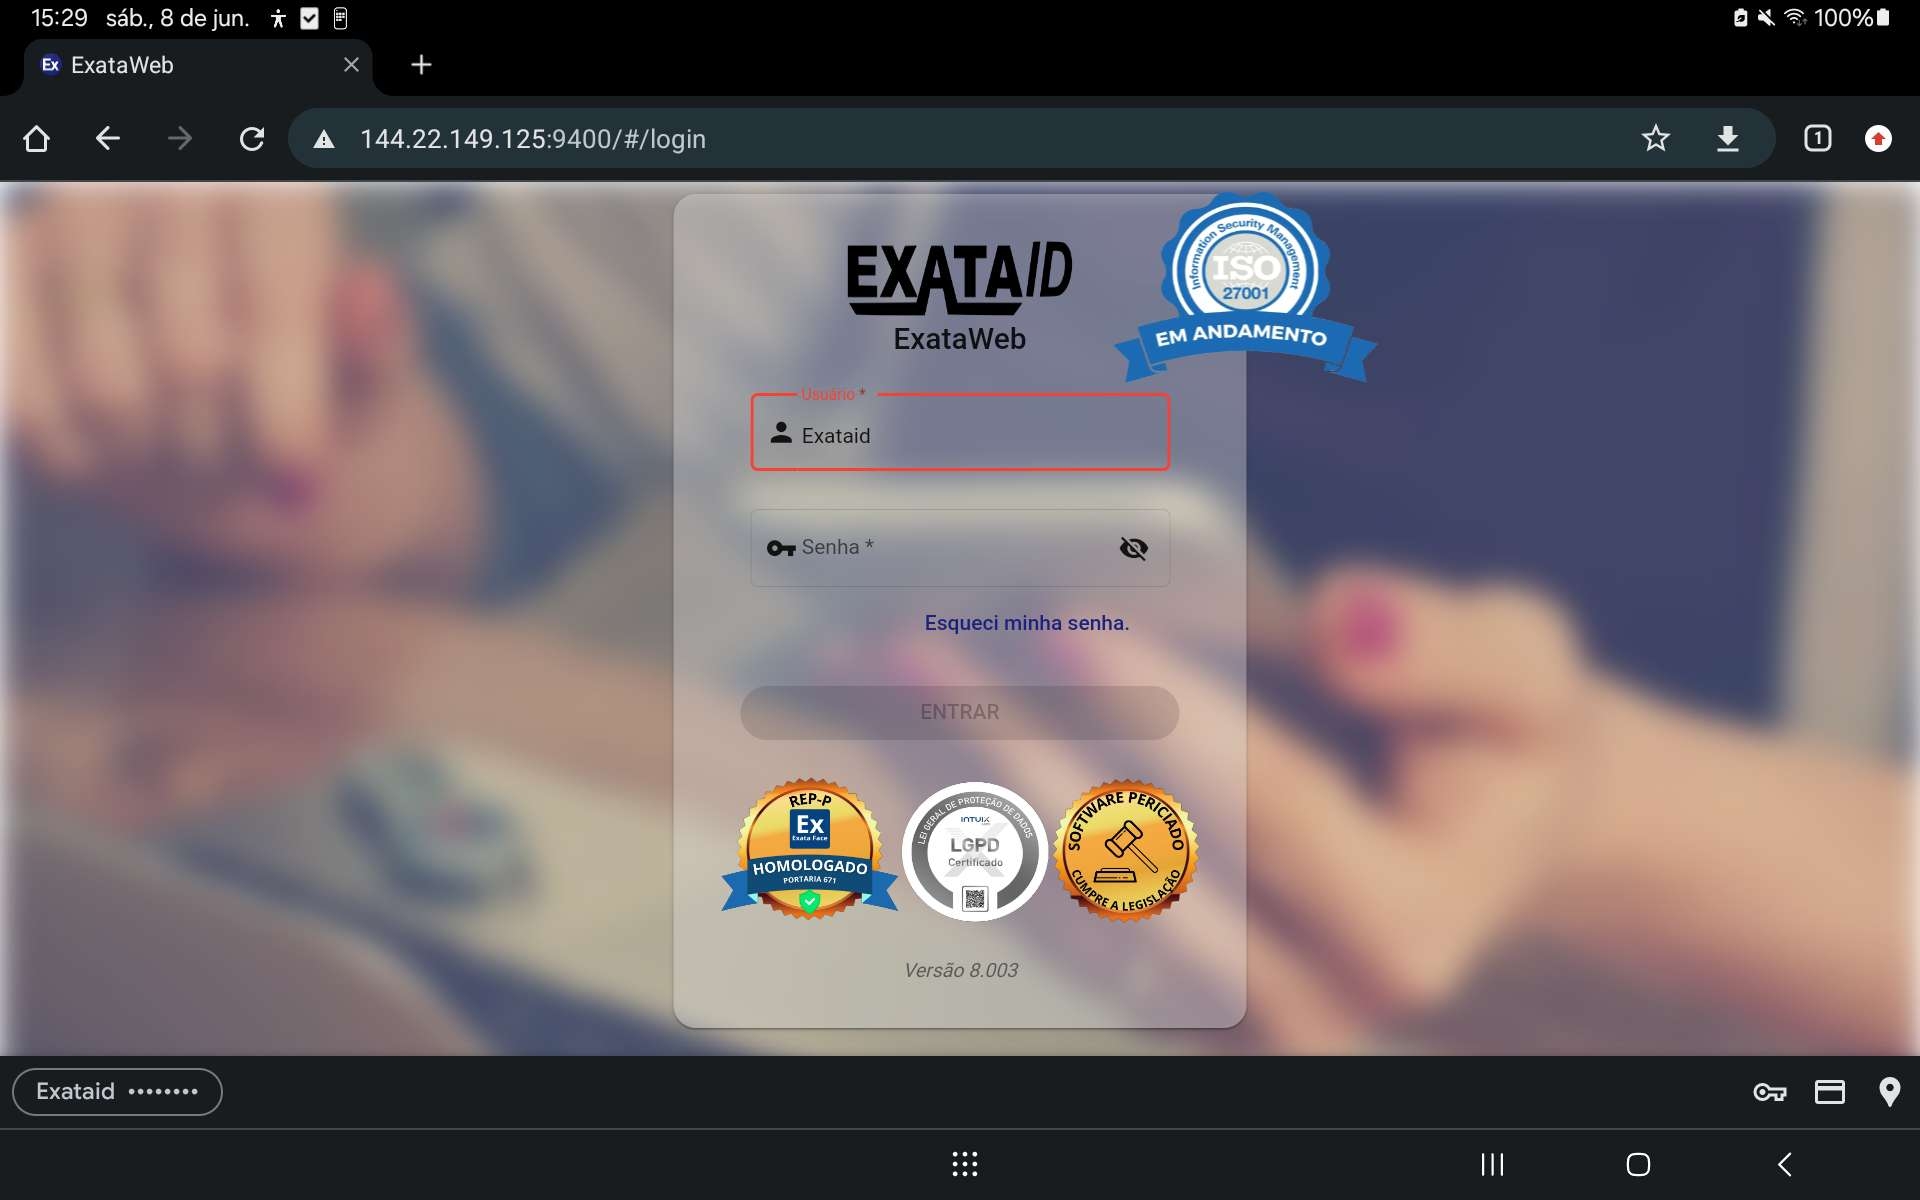 15:29 sáb., 8 de jun. 100%
Ex ExataWeb
144.22.149.125:9400/#/login 1
EXATAID
ExataWeb
Information Security Management
ISO
27001
EM ANDAMENTO
Usuário *
Exataid
Senha *
Esqueci minha senha.
ENTRAR
REP-P
Ex
Exata Face
HOMOLOGADO
PORTARIA 671
LEI GERAL DE PROTEÇÃO DE DADOS
INTUIX
LGPD
Certificado
SOFTWARE PERICIADO
CUMPRE A LEGISLAÇÃO
Versão 8.003
Exataid ••••••••